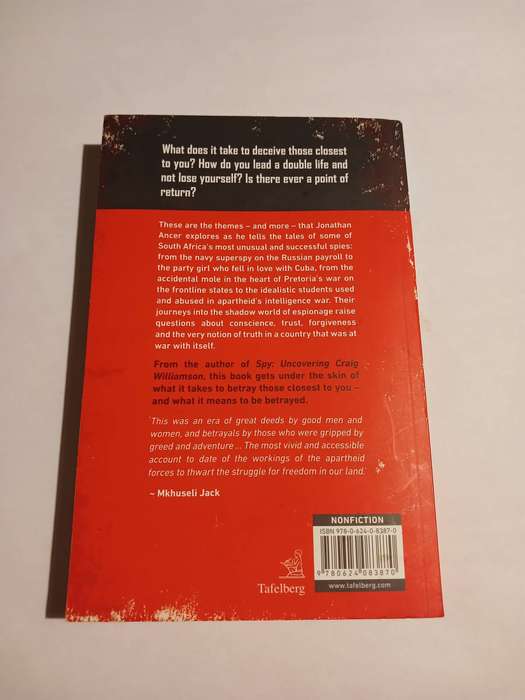 What does it take to deceive those closest
to you? How do you lead a double life and
not lose yourself? Is there ever a point of
return?
These are the themes – and more – that Jonathan
Ancer explores as he tells the tales of some of
South Africa's most unusual and successful spies:
from the navy superspy on the Russian payroll to
the party girl who fell in love with Cuba, from the
accidental mole in the heart of Pretoria's war on
the frontline states to the idealistic students used
and abused in apartheid's intelligence war. Their
journeys into the shadow world of espionage raise
questions about conscience, trust, forgiveness
and the very notion of truth in a country that was at
war with itself.
From the author of Spy: Uncovering Craig
Williamson, this book gets under the skin of
what it takes to betray those closest to you –
and what it means to be betrayed.
'This was an era of great deeds by good men and
women, and betrayals by those who were gripped by
greed and adventure ... The most vivid and accessible
account to date of the workings of the apartheid
forces to thwart the struggle for freedom in our land.'
~ Mkhuseli Jack
NONFICTION
ISBN 978-0-624-08387-0
9 780624 083870
www.tafelberg.com
Tafelberg